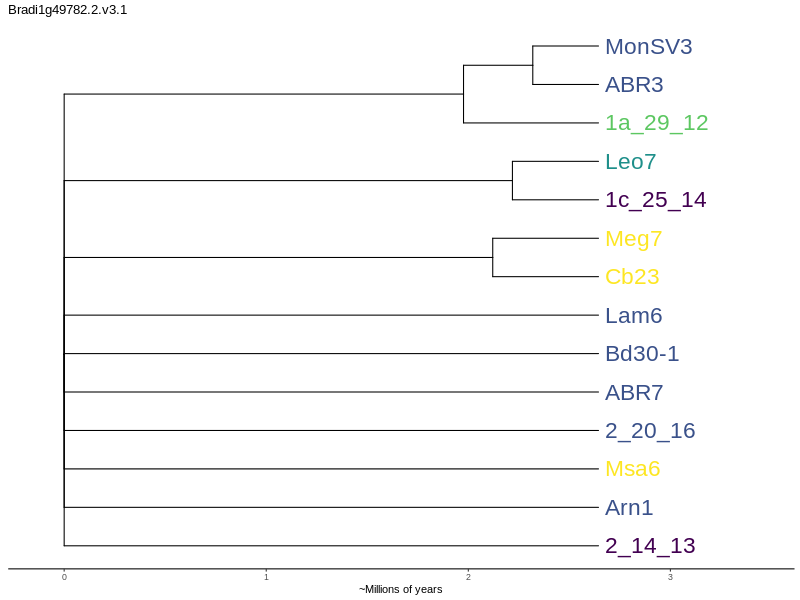 Bradi1g49782.2.v3.1
MonSV3
ABR3
1a_29_12
Leo7
1c_25_14
Meg7
Cb23
Lam6
Bd30-1
ABR7
2_20_16
Msa6
Arn1
2_14_13
0 1 2 3
~Millions of years